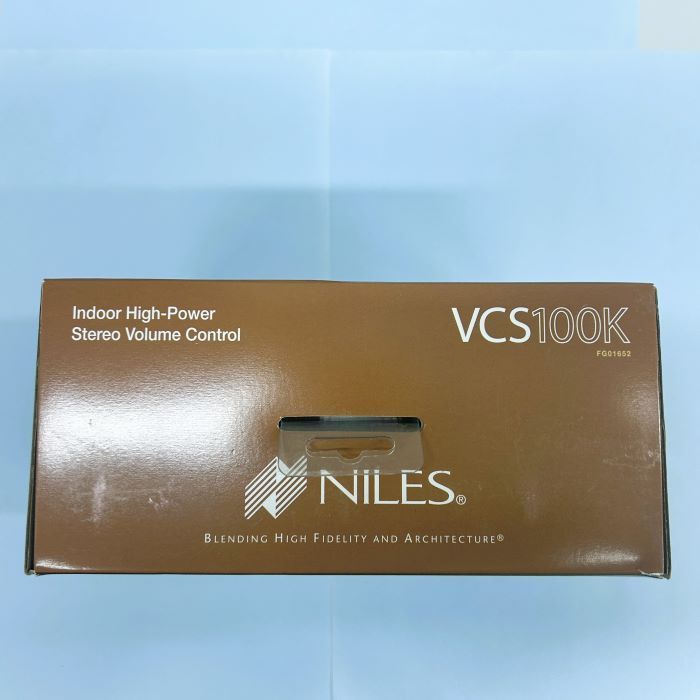 Indoor High-Power
Stereo Volume Control
VCS100K
FG01652
NILES®
BLENDING HIGH FIDELITY AND ARCHITECTURE®